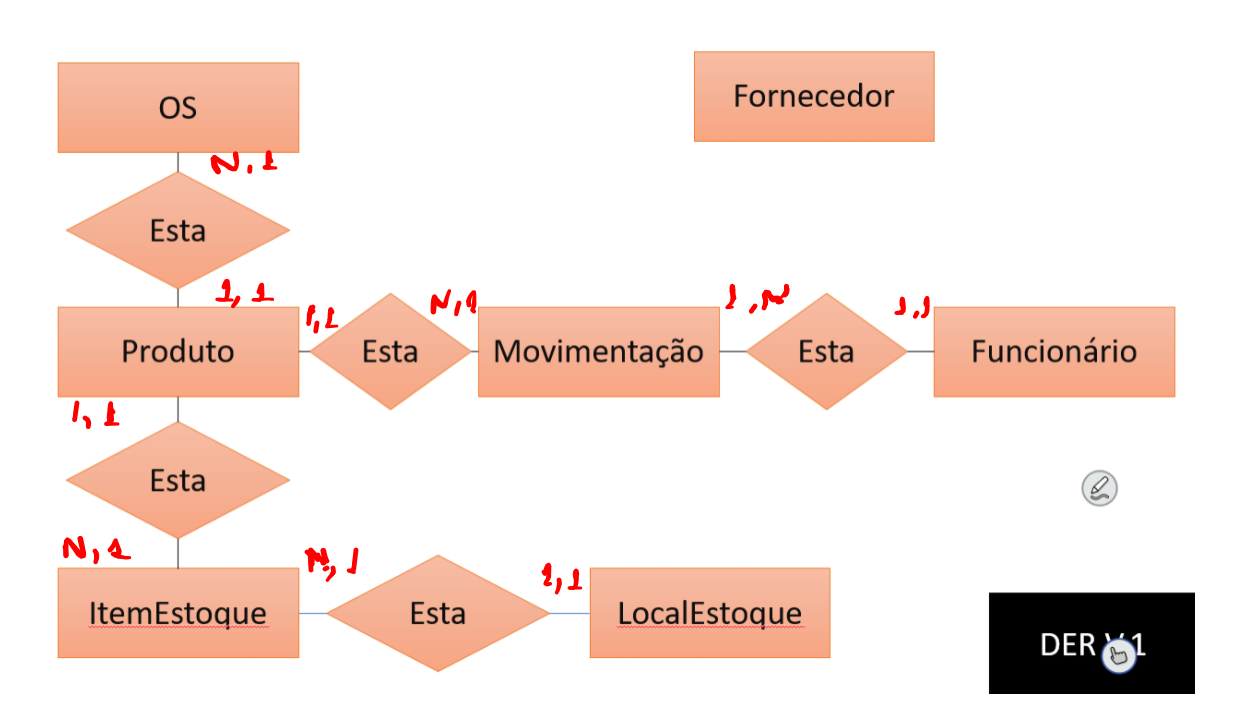 OS
Fornecedor
N, 1
Esta
1, 1
Produto
1,1
Esta
N,1
Movimentação
1,N
Esta
1,1
Funcionário
1, 1
Esta
N, 1
ItemEstoque
N, 1
Esta
1,1
LocalEstoque
DER V.1